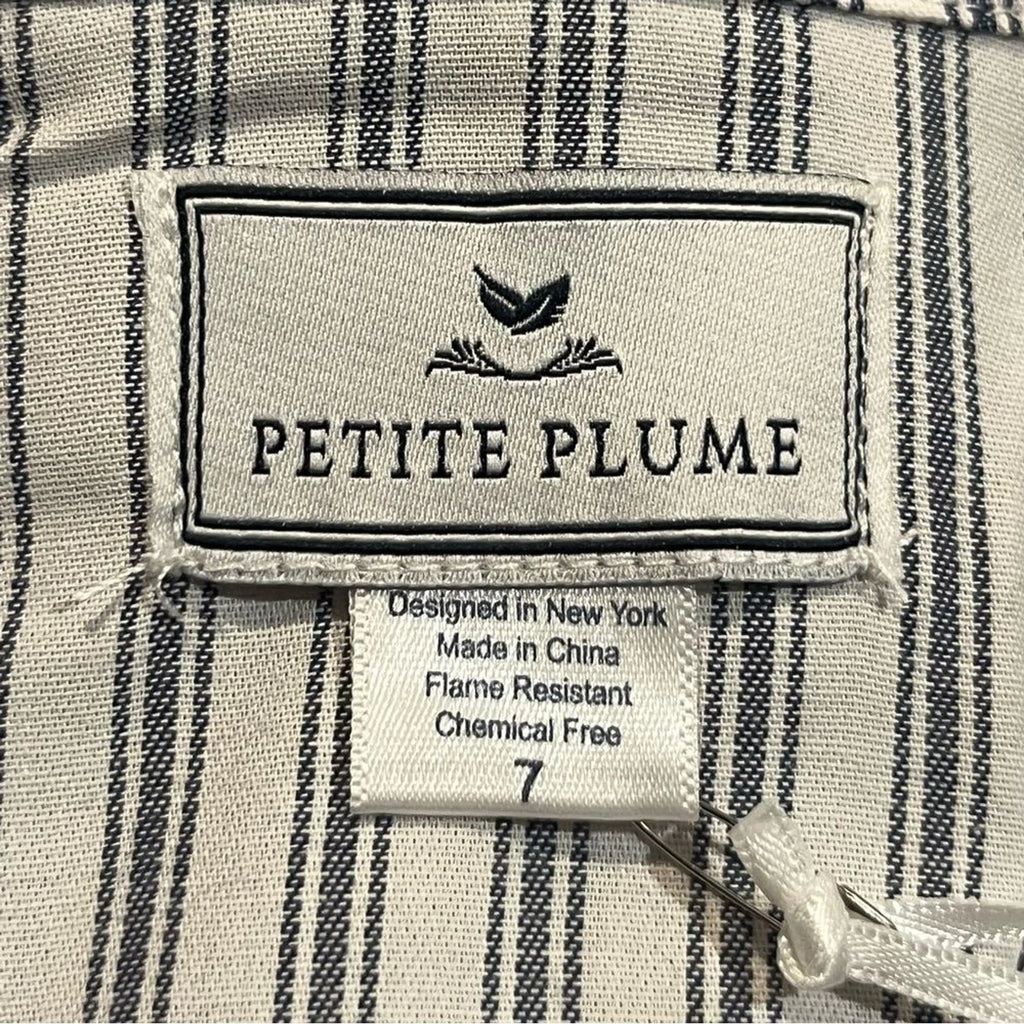 PETITE PLUME
Designed in New York
Made in China
Flame Resistant
Chemical Free
7